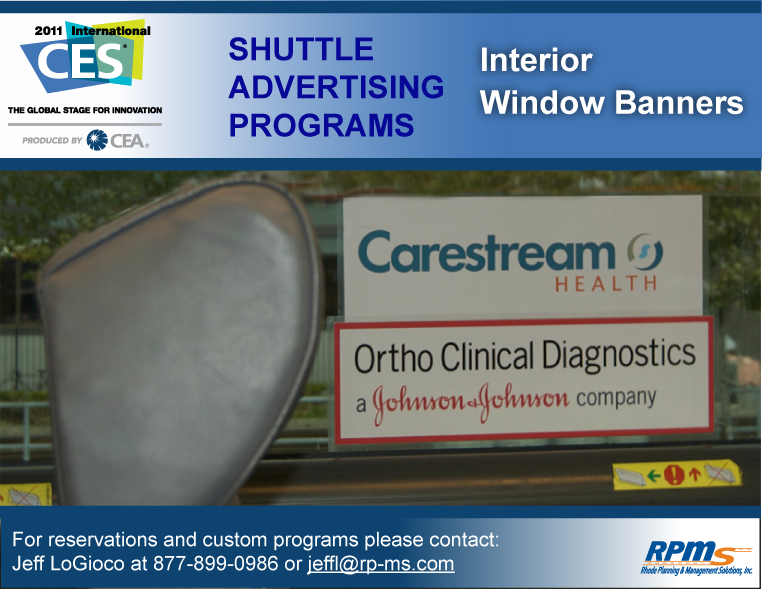 2011 International
CES
THE GLOBAL STAGE FOR INNOVATION
PRODUCED BY CEA
SHUTTLE
ADVERTISING
PROGRAMS
Interior
Window Banners
Carestream
HEALTH
Ortho Clinical Diagnostics
a Johnson & Johnson company
For reservations and custom programs please contact:
Jeff LoGioco at 877-899-0986 or jeffl@rp-ms.com
RPMS
Rhode Planning & Management Solutions, Inc.